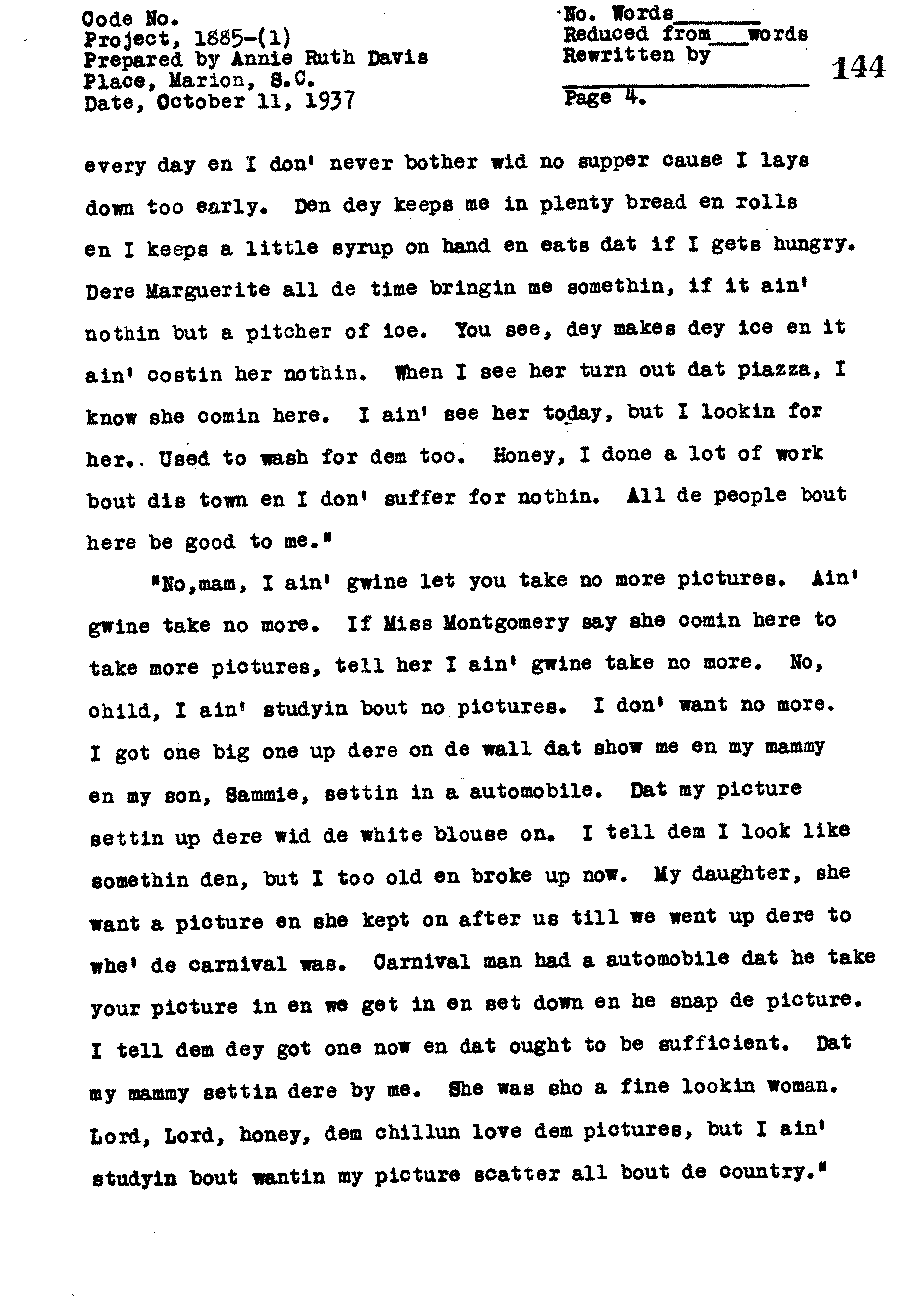 Code No.
Project, 1885-(1)
Prepared by Annie Ruth Davis
Place, Marion, S.C.
Date, October 11, 1937
No. Words_______
Reduced from___words
Rewritten by
144
Page 4.
every day en I don' never bother wid no supper cause I lays
down too early. Den dey keeps me in plenty bread en rolls
en I keeps a little syrup on hand en eats dat if I gets hungry.
Dere Marguerite all de time bringin me somethin, if it ain'
nothin but a pitcher of ice. You see, dey makes dey ice en it
ain' costin her nothin. When I see her turn out dat piazza, I
know she comin here. I ain' see her today, but I lookin for
her.. Used to wash for dem too. Honey, I done a lot of work
bout dis town en I don' suffer for nothin. All de people bout
here be good to me."
"No,mam, I ain' gwine let you take no more pictures. Ain'
gwine take no more. If Miss Montgomery say she comin here to
take more pictures, tell her I ain' gwine take no more. No,
child, I ain' studyin bout no pictures. I don' want no more.
I got one big one up dere on de wall dat show me en my mammy
en my son, Sammie, settin in a automobile. Dat my picture
settin up dere wid de white blouse on. I tell dem I look like
somethin den, but I too old en broke up now. My daughter, she
want a picture en she kept on after us till we went up dere to
whe' de carnival was. Carnival man had a automobile dat he take
your picture in en we get in en set down en he snap de picture.
I tell dem dey got one now en dat ought to be sufficient. Dat
my mammy settin dere by me. She was sho a fine lookin woman.
Lord, Lord, honey, dem chillun love dem pictures, but I ain'
studyin bout wantin my picture scatter all bout de country."